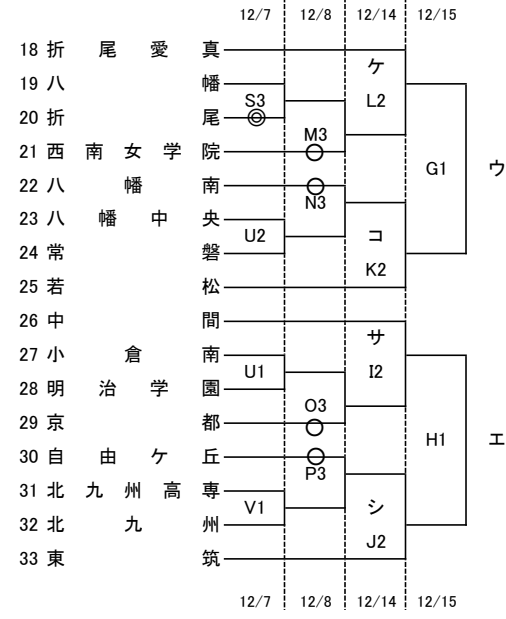 12/7 12/8 12/14 12/15
18 折尾愛真
ケ
19 八幡
S3 L2
20 折尾 ◎
M3
21 西南女学院 ○
G1 ウ
22 八幡南 ○
N3
23 八幡中央
U2 コ
24 常磐
K2
25 若松
26 中間
サ
27 小倉南
U1 I2
28 明治学園
O3
29 京都 ○
H1 エ
30 自由ケ丘 ○
P3
31 北九州高専
V1 シ
32 北九州
J2
33 東筑
12/7 12/8 12/14 12/15